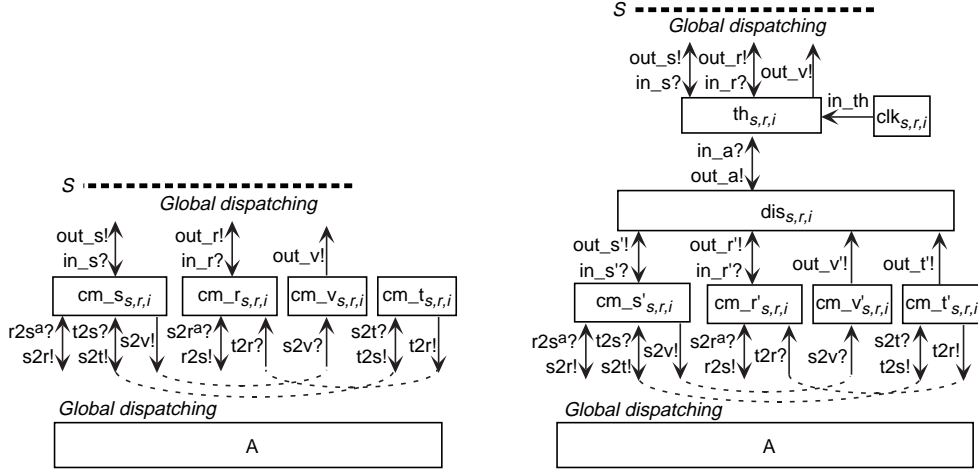 S
Global dispatching
out_s! out_r! out_v!
in_s? in_r?
cm_s s,r,i cm_r s,r,i cm_v s,r,i cm_t s,r,i
r2sᵃ? t2s? s2v! s2rᵃ? t2r? s2v? s2t? t2r!
s2r! s2t! r2s! t2s!
Global dispatching
A
S
Global dispatching
out_s! out_r! out_v!
in_s? in_r?
in_th
th s,r,i clk s,r,i
in_a?
out_a!
dis s,r,i
out_s'! out_r'! out_v'! out_t'!
in_s'? in_r'?
cm_s' s,r,i cm_r' s,r,i cm_v' s,r,i cm_t' s,r,i
r2sᵃ? t2s? s2v! s2rᵃ? t2r? s2v? s2t? t2r!
s2r! s2t! r2s! t2s!
Global dispatching
A